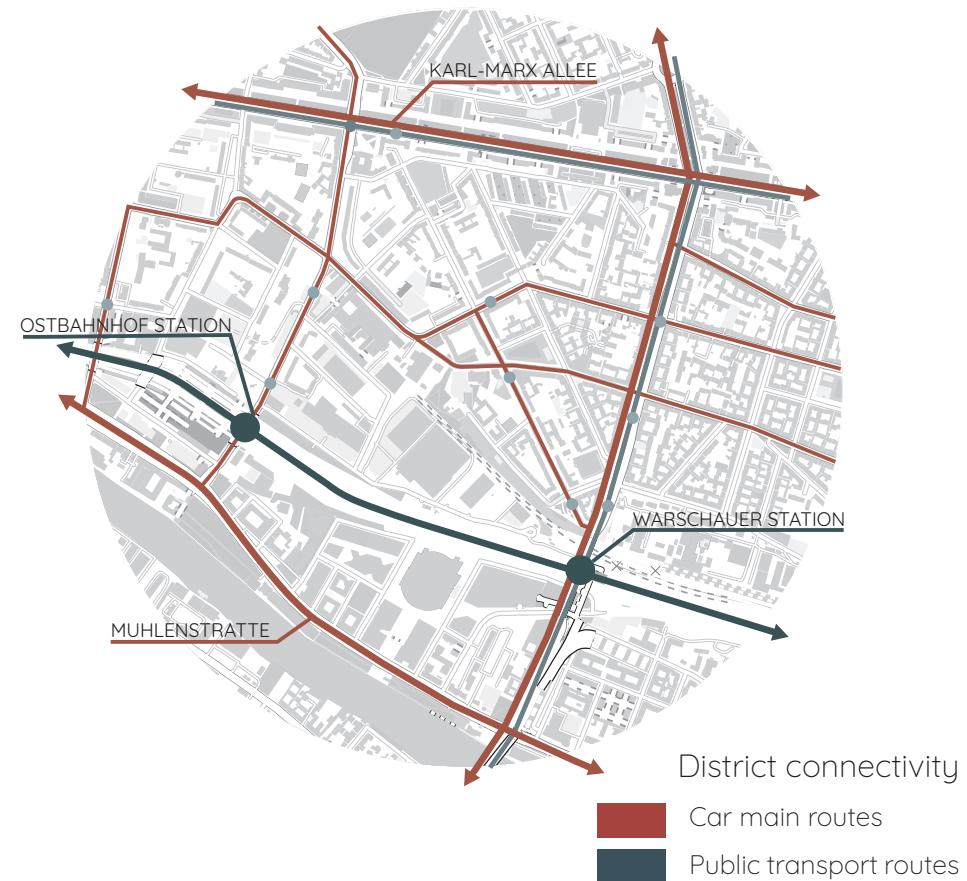 KARL-MARX ALLEE
OSTBAHNHOF STATION
WARSCHAUER STATION
MUHLENSTRATTE
District connectivity
Car main routes
Public transport routes